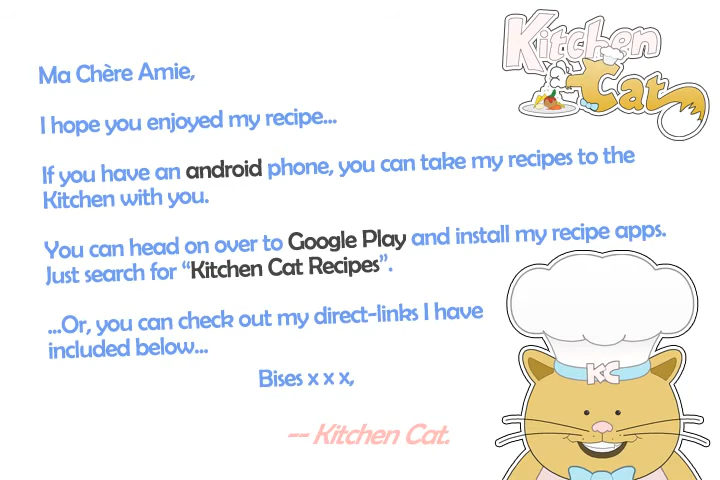 Kitchen
Cat
Ma Chère Amie,
I hope you enjoyed my recipe...
If you have an android phone, you can take my recipes to the
Kitchen with you.
You can head on over to Google Play and install my recipe apps.
Just search for “Kitchen Cat Recipes”.
...Or, you can check out my direct-links I have
included below...
Bises x x x,
-- Kitchen Cat.
KC